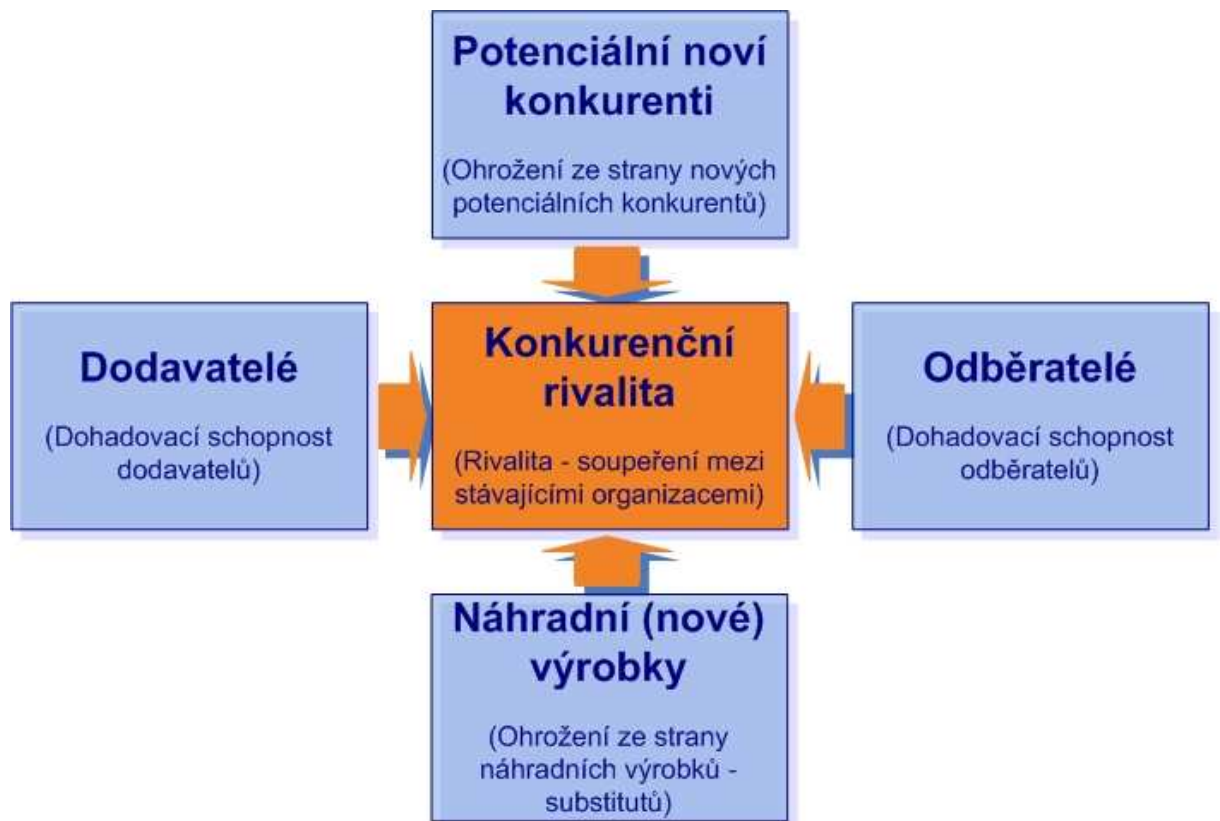 Potenciální noví
konkurenti
(Ohrožení ze strany nových
potenciálních konkurentů)
Dodavatelé
(Dohadovací schopnost
dodavatelů)
Konkurenční
rivalita
(Rivalita - soupeření mezi
stávajícími organizacemi)
Odběratelé
(Dohadovací schopnost
odběratelů)
Náhradní (nové)
výrobky
(Ohrožení ze strany
náhradních výrobků -
substitutů)